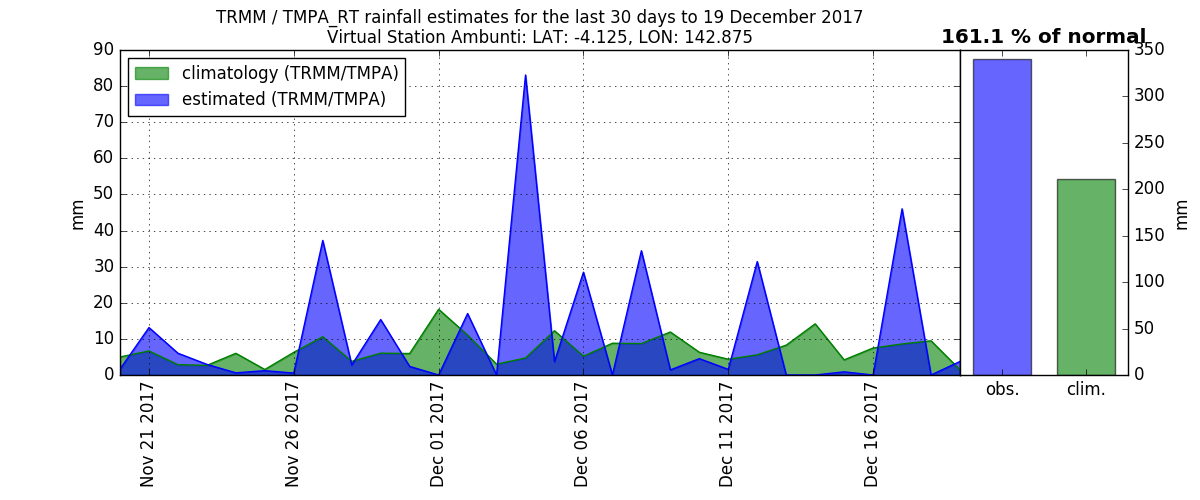 TRMM / TMPA_RT rainfall estimates for the last 30 days to 19 December 2017
Virtual Station Ambunti: LAT: -4.125, LON: 142.875
161.1 % of normal
climatology (TRMM/TMPA)
estimated (TRMM/TMPA)
90
80
70
60
50
40
30
20
10
0
mm
Nov 21 2017
Nov 26 2017
Dec 01 2017
Dec 06 2017
Dec 11 2017
Dec 16 2017
obs.
clim.
350
300
250
200
150
100
50
0
mm